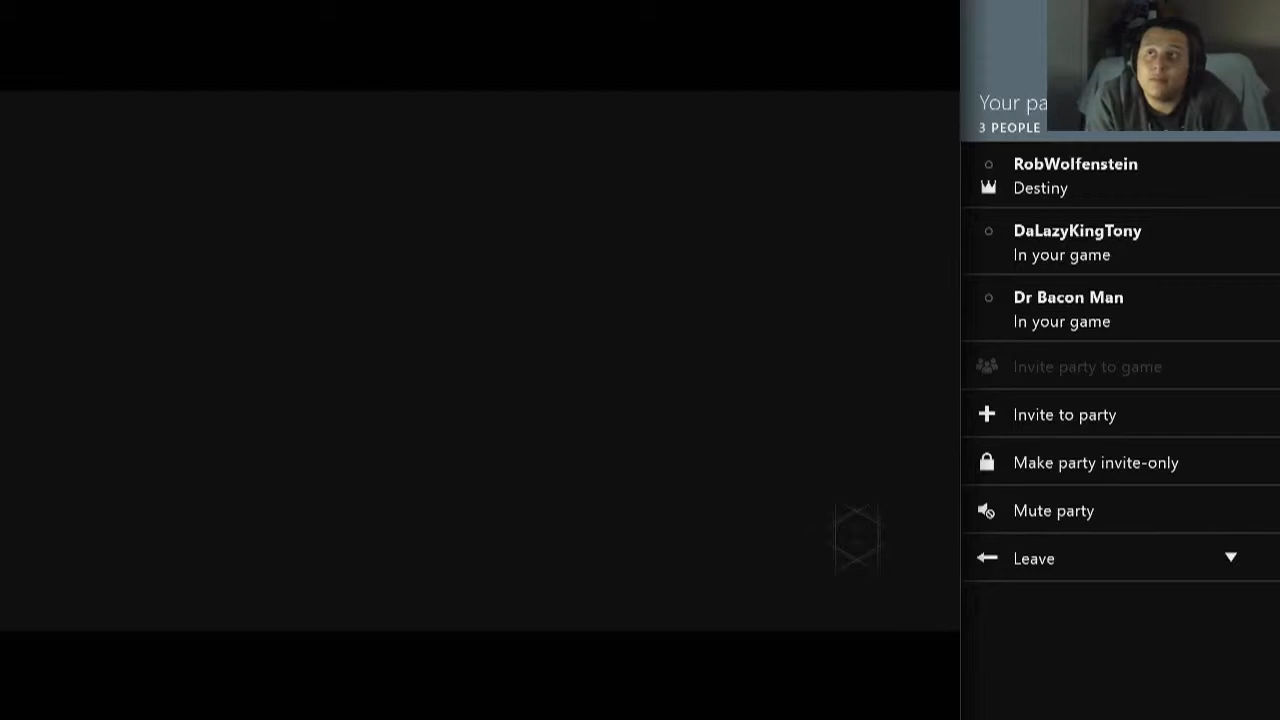 Your pa
3 PEOPLE
RobWolfenstein
Destiny
DaLazyKingTony
In your game
Dr Bacon Man
In your game
Invite party to game
Invite to party
Make party invite-only
Mute party
Leave